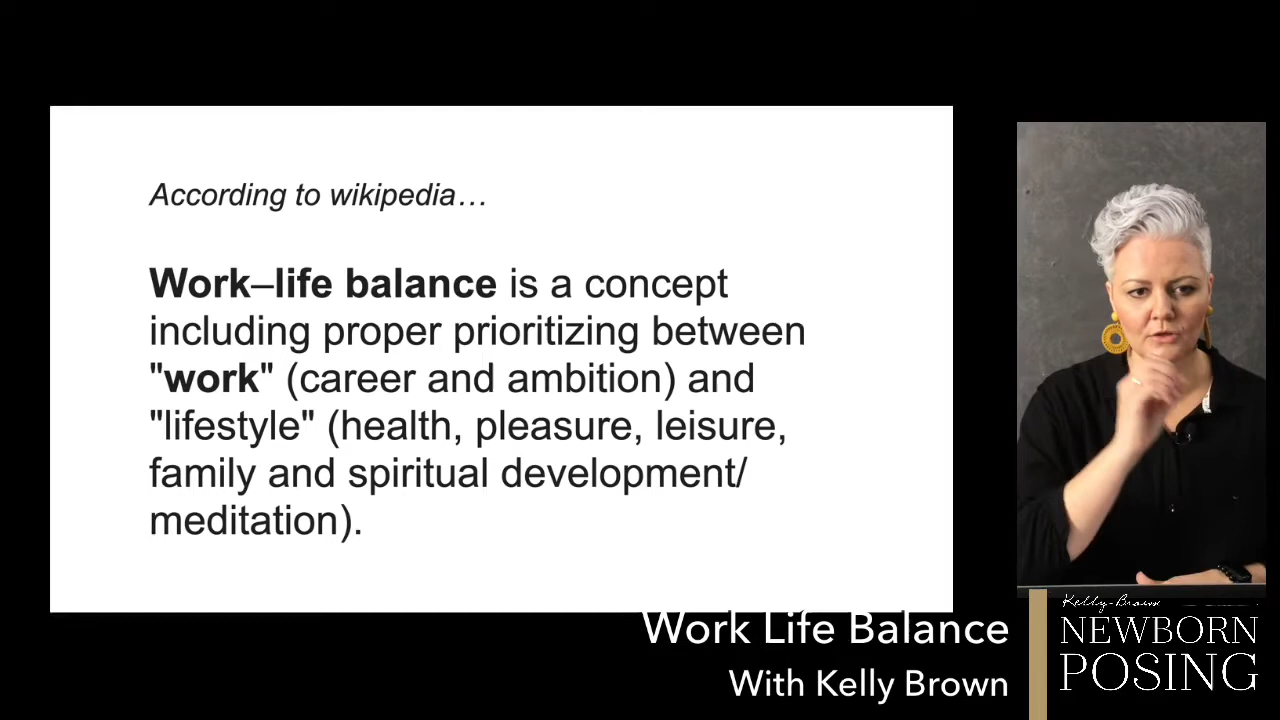 According to wikipedia…
Work–life balance is a concept
including proper prioritizing between
"work" (career and ambition) and
"lifestyle" (health, pleasure, leisure,
family and spiritual development/
meditation).
Work Life Balance
With Kelly Brown
Kelly Brown
NEWBORN
POSING